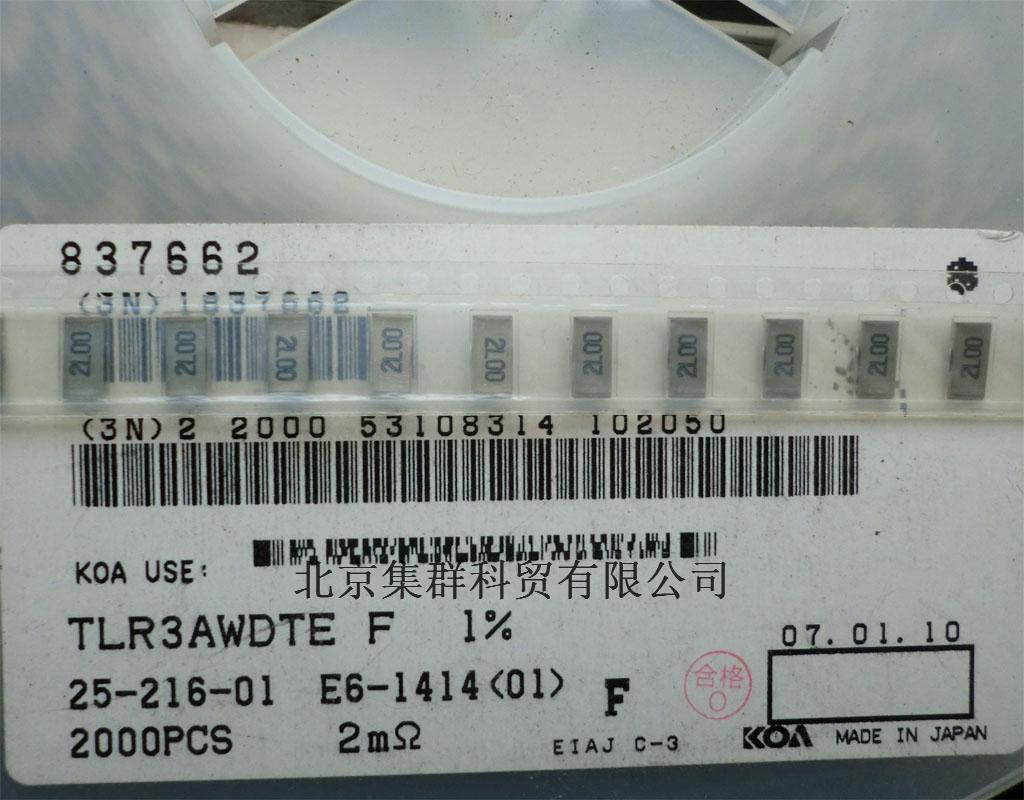 837662
(3N)1837662
2L00 2L00 2L00 2L00 2L00 2L00 2L00 2L00 2L00 2L00
(3N)2 2000 53108314 102050
KOA USE:
北京集群科贸有限公司
TLR3AWDTE F 1%
07.01.10
25-216-01 E6-1414(01) F
合格
0
2000PCS 2mΩ
EIAJ C-3
KOA MADE IN JAPAN